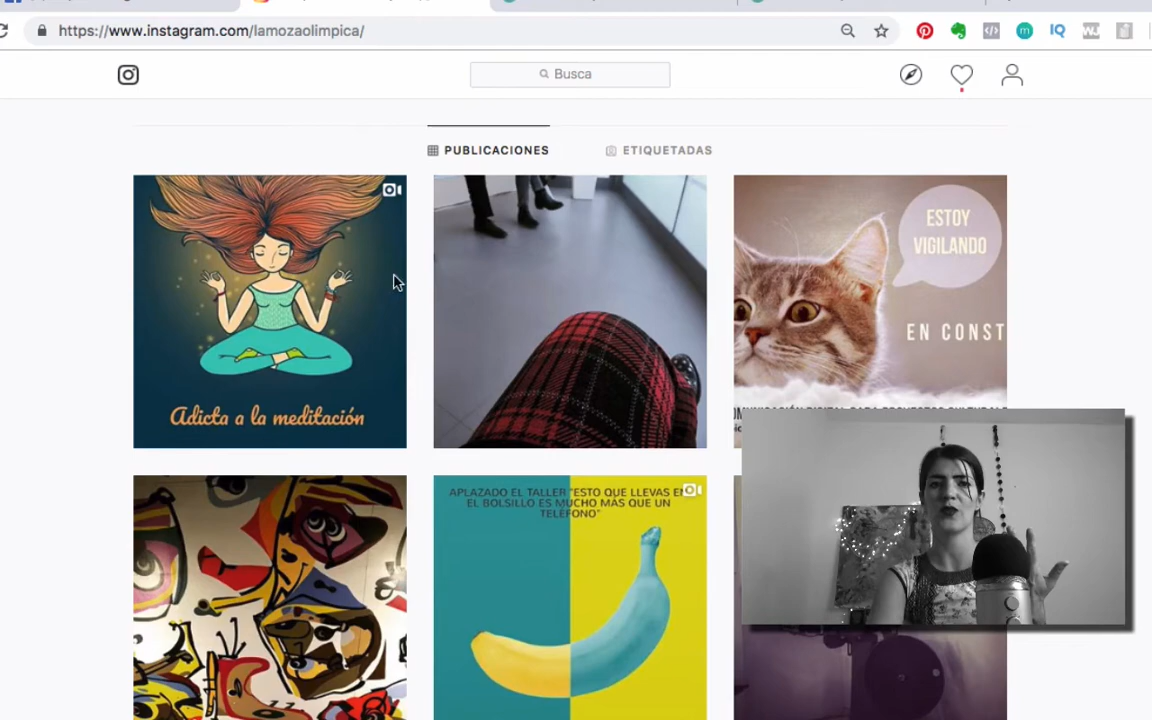 https://www.instagram.com/lamozaolimpica/
IQ
Busca
PUBLICACIONES
ETIQUETADAS
ESTOY
VIGILANDO
EN CONST
Adicta a la meditación
APLAZADO EL TALLER "ESTO QUE LLEVAS EN
EL BOLSILLO ES MUCHO MÁS QUE UN
TELÉFONO"